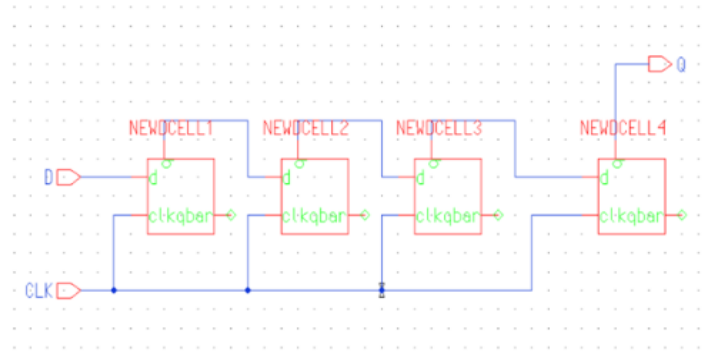 Q
NEWDCELL1 NEWDCELL2 NEWDCELL3 NEWDCELL4
D d d d d
clkqbar clkqbar clkqbar clkqbar
CLK